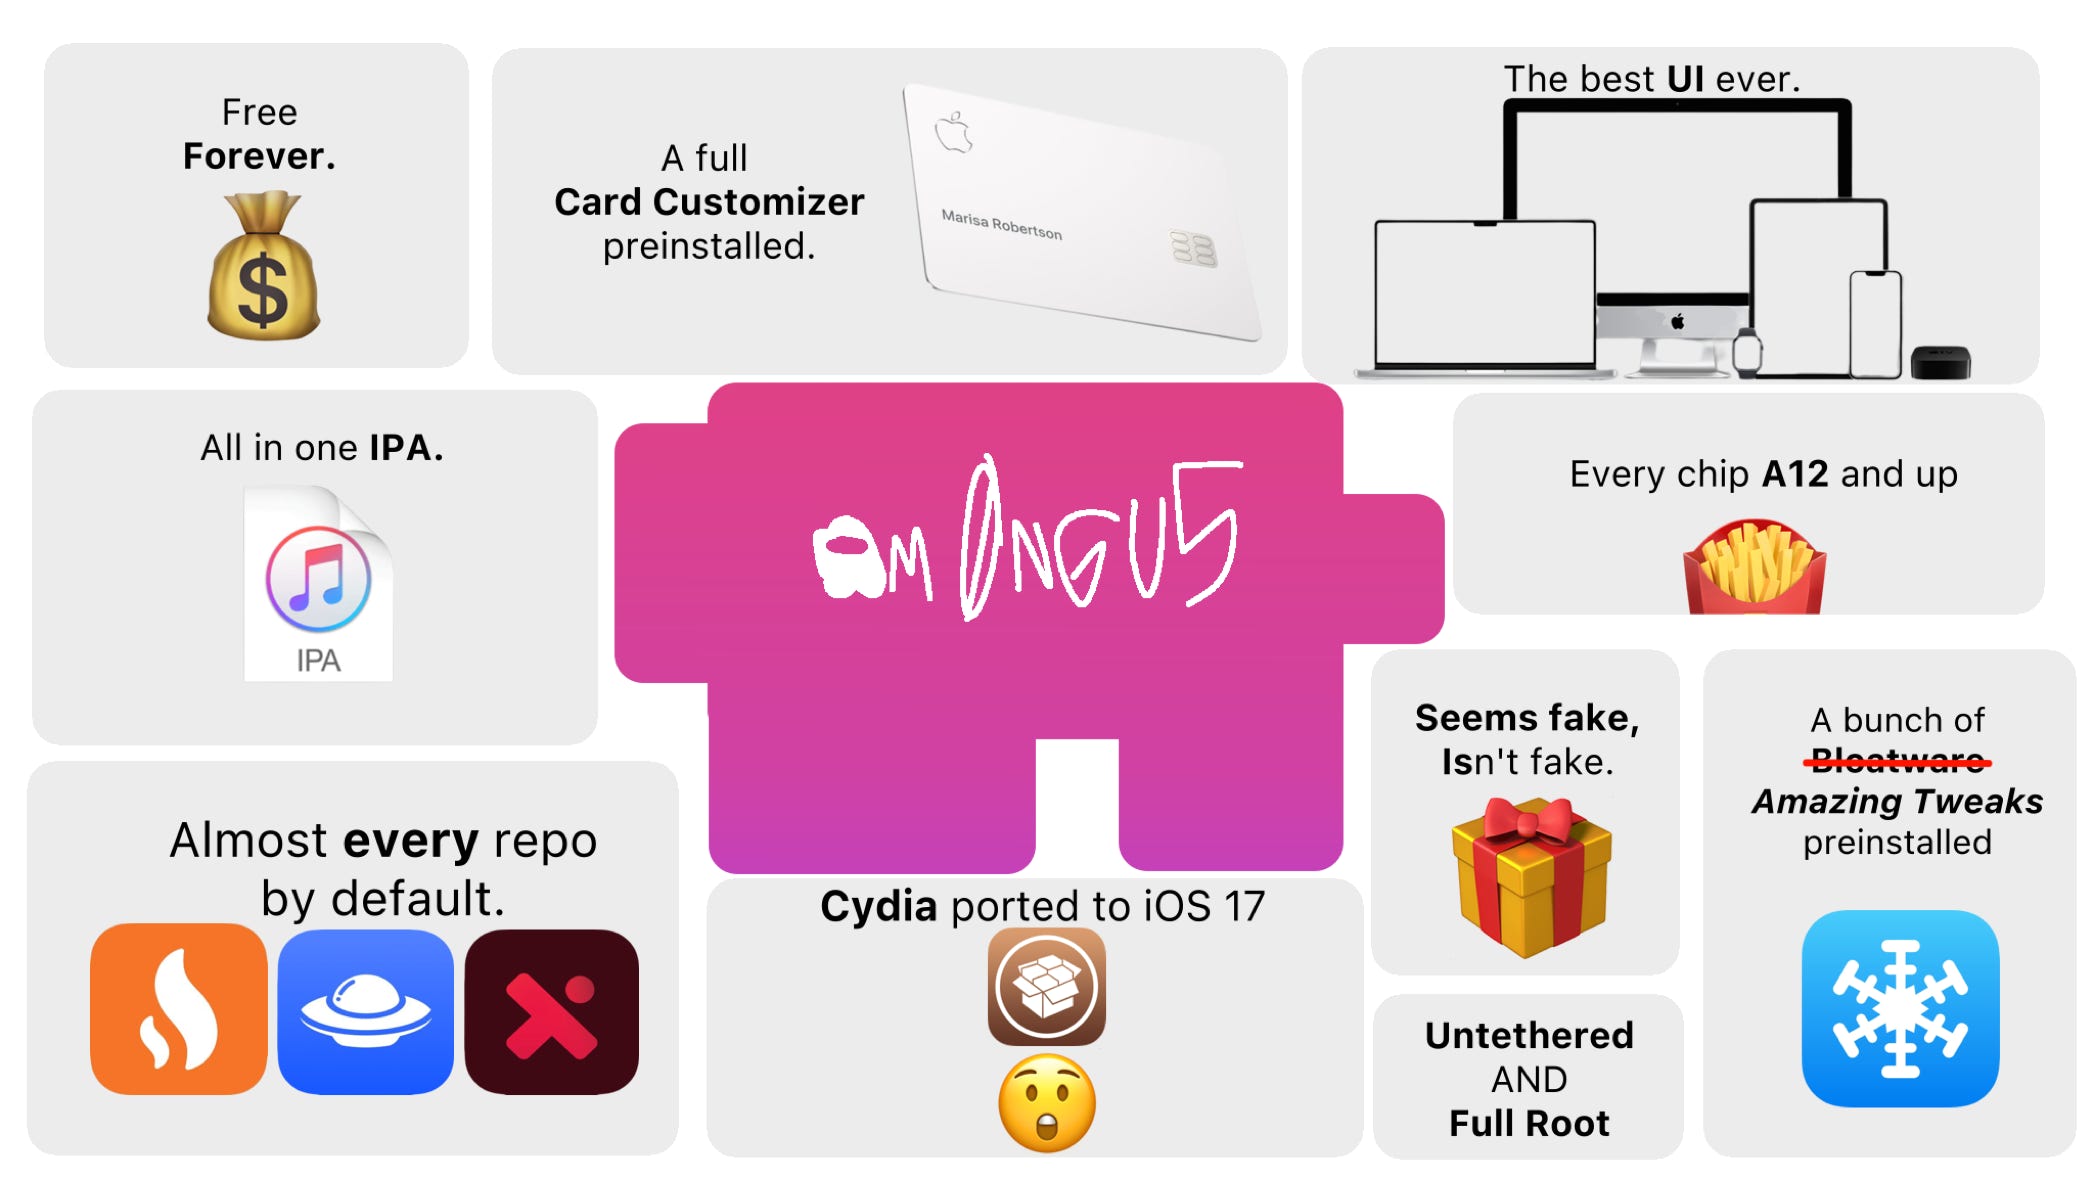 Free
Forever.
$
A full
Card Customizer
preinstalled.
Marisa Robertson
The best UI ever.
All in one IPA.
IPA
AMONGU5
Every chip A12 and up
Seems fake,
Isn't fake.
A bunch of
Bloatware
Amazing Tweaks
preinstalled
Almost every repo
by default.
Cydia ported to iOS 17
Untethered
AND
Full Root